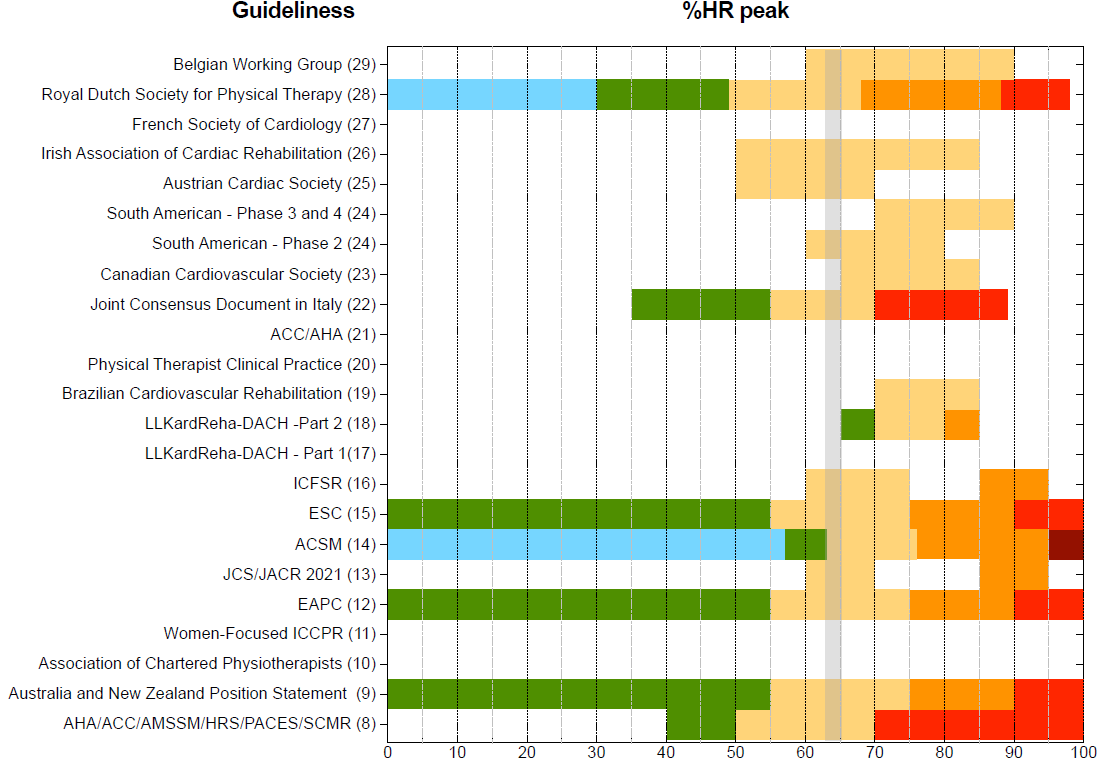 Guideliness %HR peak
Belgian Working Group (29)
Royal Dutch Society for Physical Therapy (28)
French Society of Cardiology (27)
Irish Association of Cardiac Rehabilitation (26)
Austrian Cardiac Society (25)
South American - Phase 3 and 4 (24)
South American - Phase 2 (24)
Canadian Cardiovascular Society (23)
Joint Consensus Document in Italy (22)
ACC/AHA (21)
Physical Therapist Clinical Practice (20)
Brazilian Cardiovascular Rehabilitation (19)
LLKardReha-DACH -Part 2 (18)
LLKardReha-DACH - Part 1(17)
ICFSR (16)
ESC (15)
ACSM (14)
JCS/JACR 2021 (13)
EAPC (12)
Women-Focused ICCPR (11)
Association of Chartered Physiotherapists (10)
Australia and New Zealand Position Statement (9)
AHA/ACC/AMSSM/HRS/PACES/SCMR (8)
0 10 20 30 40 50 60 70 80 90 100